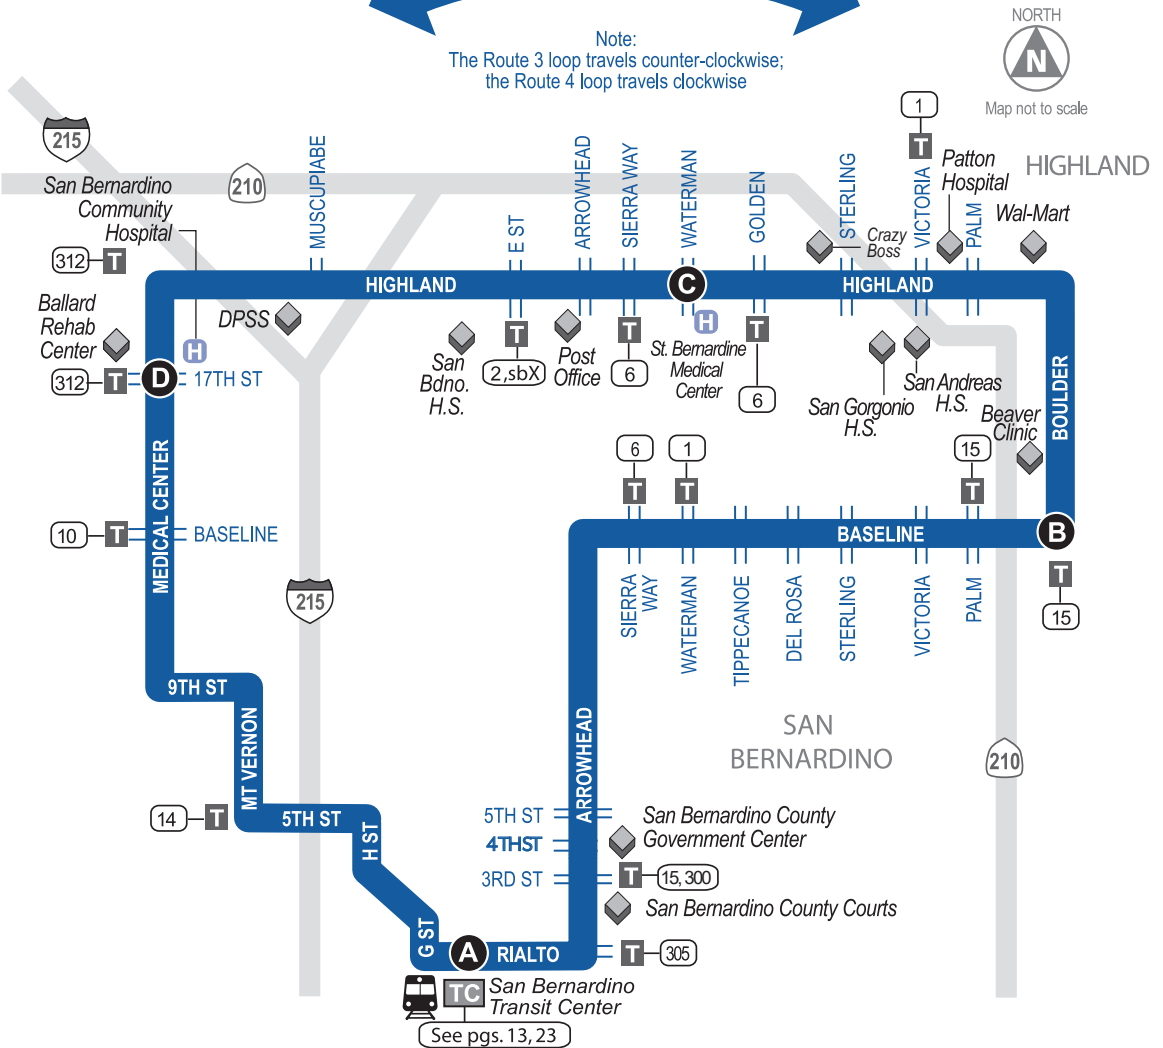 Note:
The Route 3 loop travels counter-clockwise;
the Route 4 loop travels clockwise
NORTH
N
Map not to scale
215
210
San Bernardino
Community
Hospital
312
T
MUSCUPIABE
E ST
ARROWHEAD
SIERRA WAY
WATERMAN
GOLDEN
STERLING
Crazy
Boss
1
T
VICTORIA
Patton
Hospital
PALM
HIGHLAND
Wal-Mart
HIGHLAND
C
HIGHLAND
Ballard
Rehab
Center
H
312
T
D
17TH ST
DPSS
San
Bdno.
H.S.
T
2,sbX
Post
Office
T
6
H
St. Bernardine
Medical
Center
T
6
San Gorgonio
H.S.
San Andreas
H.S.
Beaver
Clinic
BOULDER
MEDICAL CENTER
10
T
BASELINE
6
T
1
T
15
T
BASELINE
B
T
15
SIERRA
WAY
WATERMAN
TIPPECANOE
DEL ROSA
STERLING
VICTORIA
PALM
215
9TH ST
MT VERNON
14
T
5TH ST
H ST
G ST
ARROWHEAD
SAN
BERNARDINO
210
5TH ST
4THST
3RD ST
San Bernardino County
Government Center
T
15, 300
San Bernardino County Courts
A
RIALTO
T
305
TC
San Bernardino
Transit Center
See pgs. 13, 23